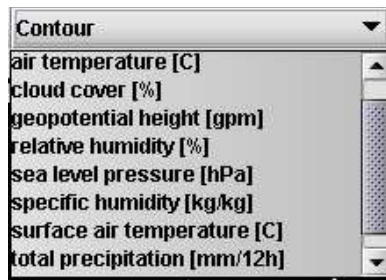 Contour
air temperature [C]
cloud cover [%]
geopotential height [gpm]
relative humidity [%]
sea level pressure [hPa]
specific humidity [kg/kg]
surface air temperature [C]
total precipitation [mm/12h]